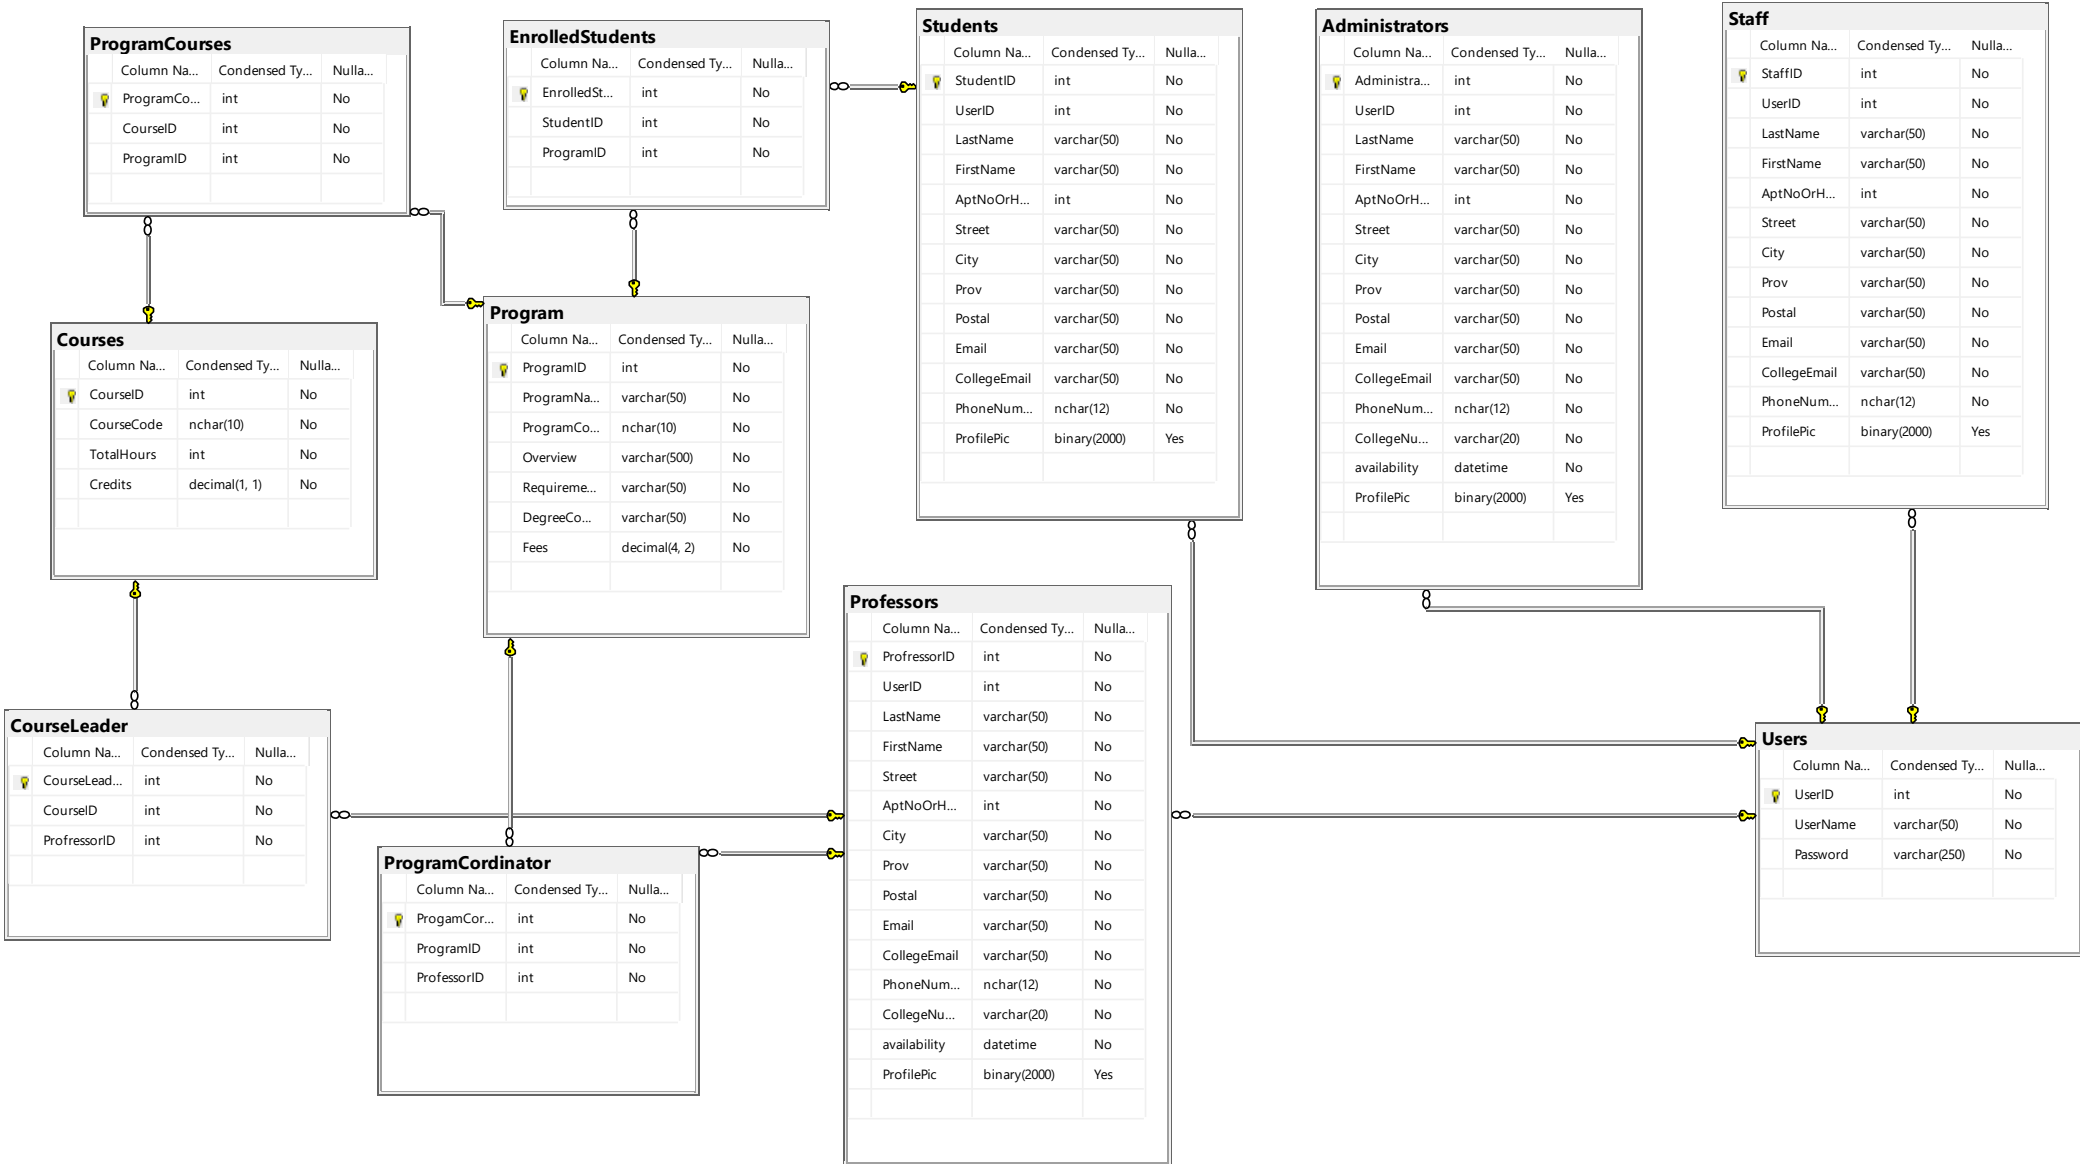 ProgramCourses
Column Na... Condensed Ty... Nulla...
ProgramCo... int No
CourseID int No
ProgramID int No
EnrolledStudents
Column Na... Condensed Ty... Nulla...
EnrolledSt... int No
StudentID int No
ProgramID int No
Students
Column Na... Condensed Ty... Nulla...
StudentID int No
UserID int No
LastName varchar(50) No
FirstName varchar(50) No
AptNoOrH... int No
Street varchar(50) No
City varchar(50) No
Prov varchar(50) No
Postal varchar(50) No
Email varchar(50) No
CollegeEmail varchar(50) No
PhoneNum... nchar(12) No
ProfilePic binary(2000) Yes
Administrators
Column Na... Condensed Ty... Nulla...
Administra... int No
UserID int No
LastName varchar(50) No
FirstName varchar(50) No
AptNoOrH... int No
Street varchar(50) No
City varchar(50) No
Prov varchar(50) No
Postal varchar(50) No
Email varchar(50) No
CollegeEmail varchar(50) No
PhoneNum... nchar(12) No
CollegeNu... varchar(20) No
availability datetime No
ProfilePic binary(2000) Yes
Staff
Column Na... Condensed Ty... Nulla...
StaffID int No
UserID int No
LastName varchar(50) No
FirstName varchar(50) No
AptNoOrH... int No
Street varchar(50) No
City varchar(50) No
Prov varchar(50) No
Postal varchar(50) No
Email varchar(50) No
CollegeEmail varchar(50) No
PhoneNum... nchar(12) No
ProfilePic binary(2000) Yes
Courses
Column Na... Condensed Ty... Nulla...
CourseID int No
CourseCode nchar(10) No
TotalHours int No
Credits decimal(1, 1) No
Program
Column Na... Condensed Ty... Nulla...
ProgramID int No
ProgramNa... varchar(50) No
ProgramCo... nchar(10) No
Overview varchar(500) No
Requireme... varchar(50) No
DegreeCo... varchar(50) No
Fees decimal(4, 2) No
Professors
Column Na... Condensed Ty... Nulla...
ProfressorID int No
UserID int No
LastName varchar(50) No
FirstName varchar(50) No
Street varchar(50) No
AptNoOrH... int No
City varchar(50) No
Prov varchar(50) No
Postal varchar(50) No
Email varchar(50) No
CollegeEmail varchar(50) No
PhoneNum... nchar(12) No
CollegeNu... varchar(20) No
availability datetime No
ProfilePic binary(2000) Yes
CourseLeader
Column Na... Condensed Ty... Nulla...
CourseLead... int No
CourseID int No
ProfressorID int No
ProgramCordinator
Column Na... Condensed Ty... Nulla...
ProgamCor... int No
ProgramID int No
ProfessorID int No
Users
Column Na... Condensed Ty... Nulla...
UserID int No
UserName varchar(50) No
Password varchar(250) No